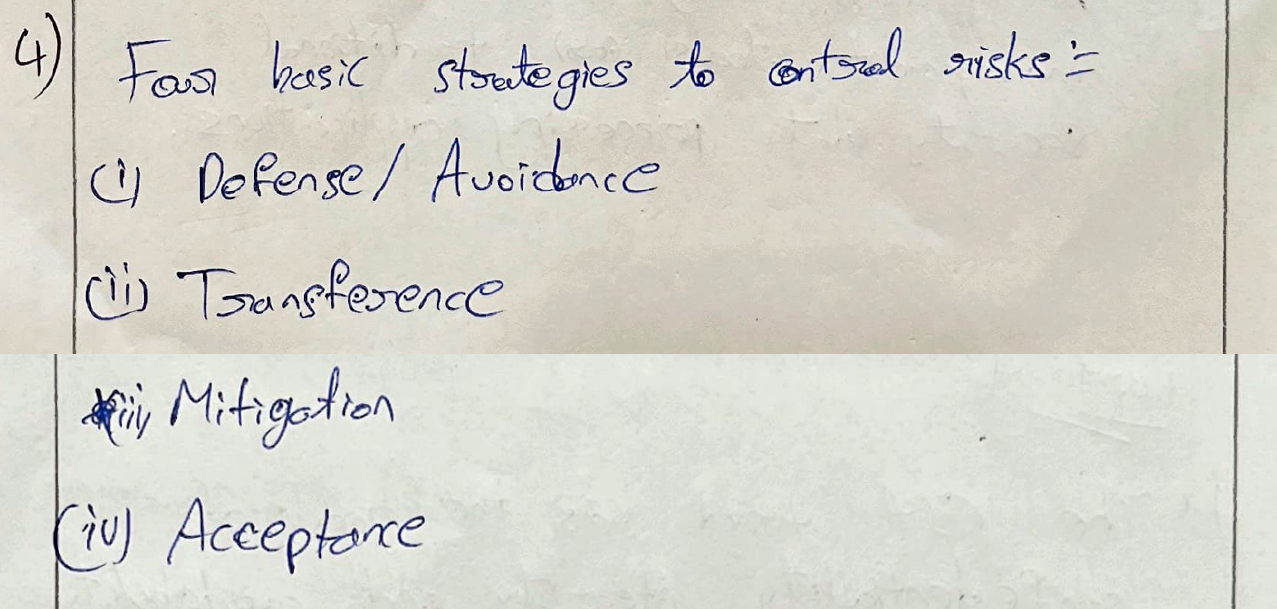 4) Four basic strategies to control risks :-
(i) Defense / Avoidance
(ii) Transference
(iii) Mitigation
(iv) Acceptance